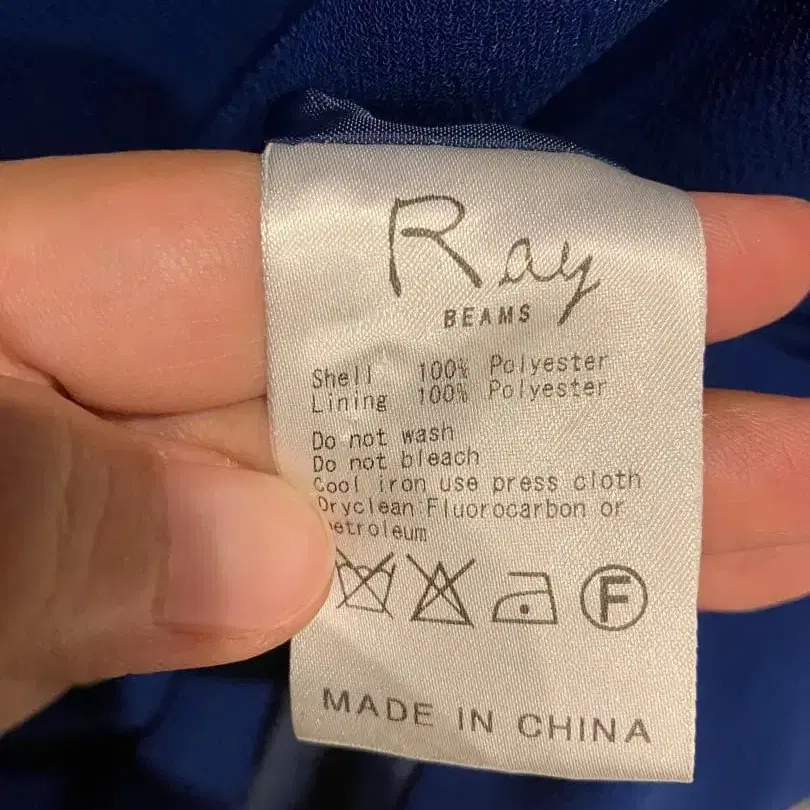 Ray
BEAMS
Shell 100% Polyester
Lining 100% Polyester
Do not wash
Do not bleach
Cool iron use press cloth
Dryclean Fluorocarbon or
petroleum
F
MADE IN CHINA